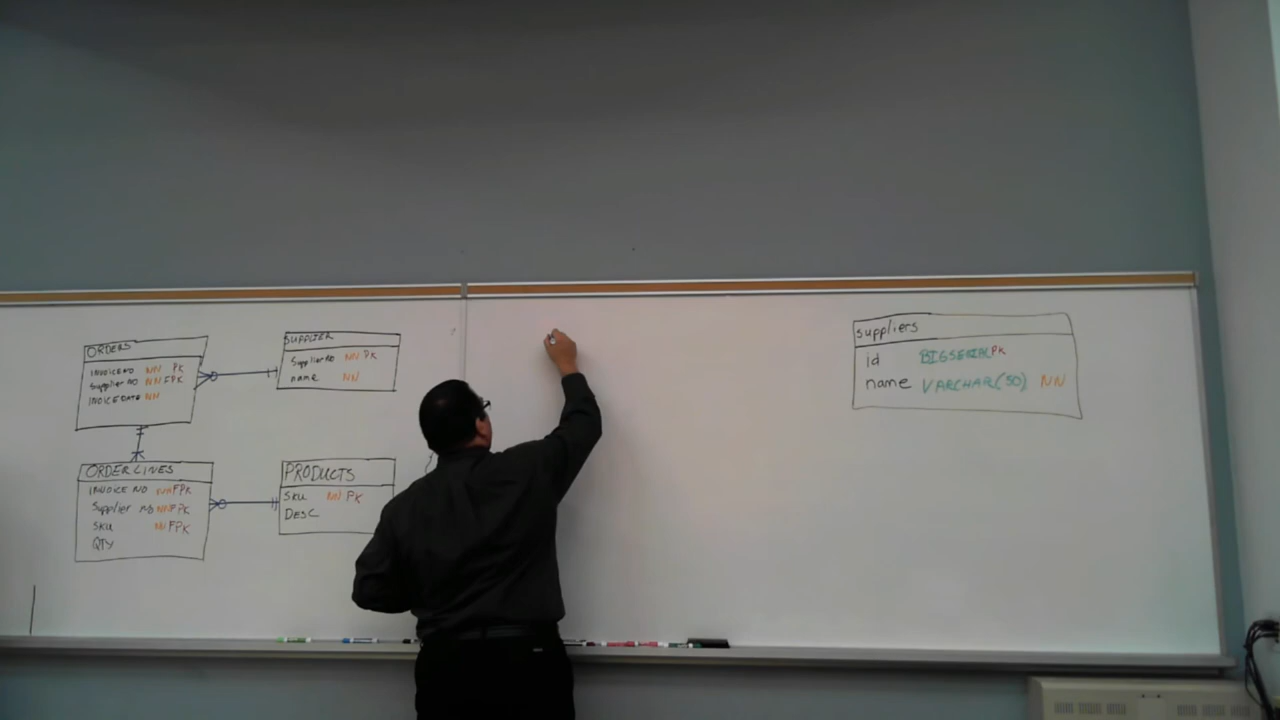 ORDERS
INVOICE NO NN PK
Supplier NO NN FPK
INVOICE DATE NN
SUPPLIER
Supplier NO NN PK
name NN
ORDER LINES
INVOICE NO NN FPK
Supplier NO NN FPK
SKU NN FPK
QTY
PRODUCTS
SKU NN PK
DESC
suppliers
id BIGSERIAL PK
name VARCHAR(50) NN